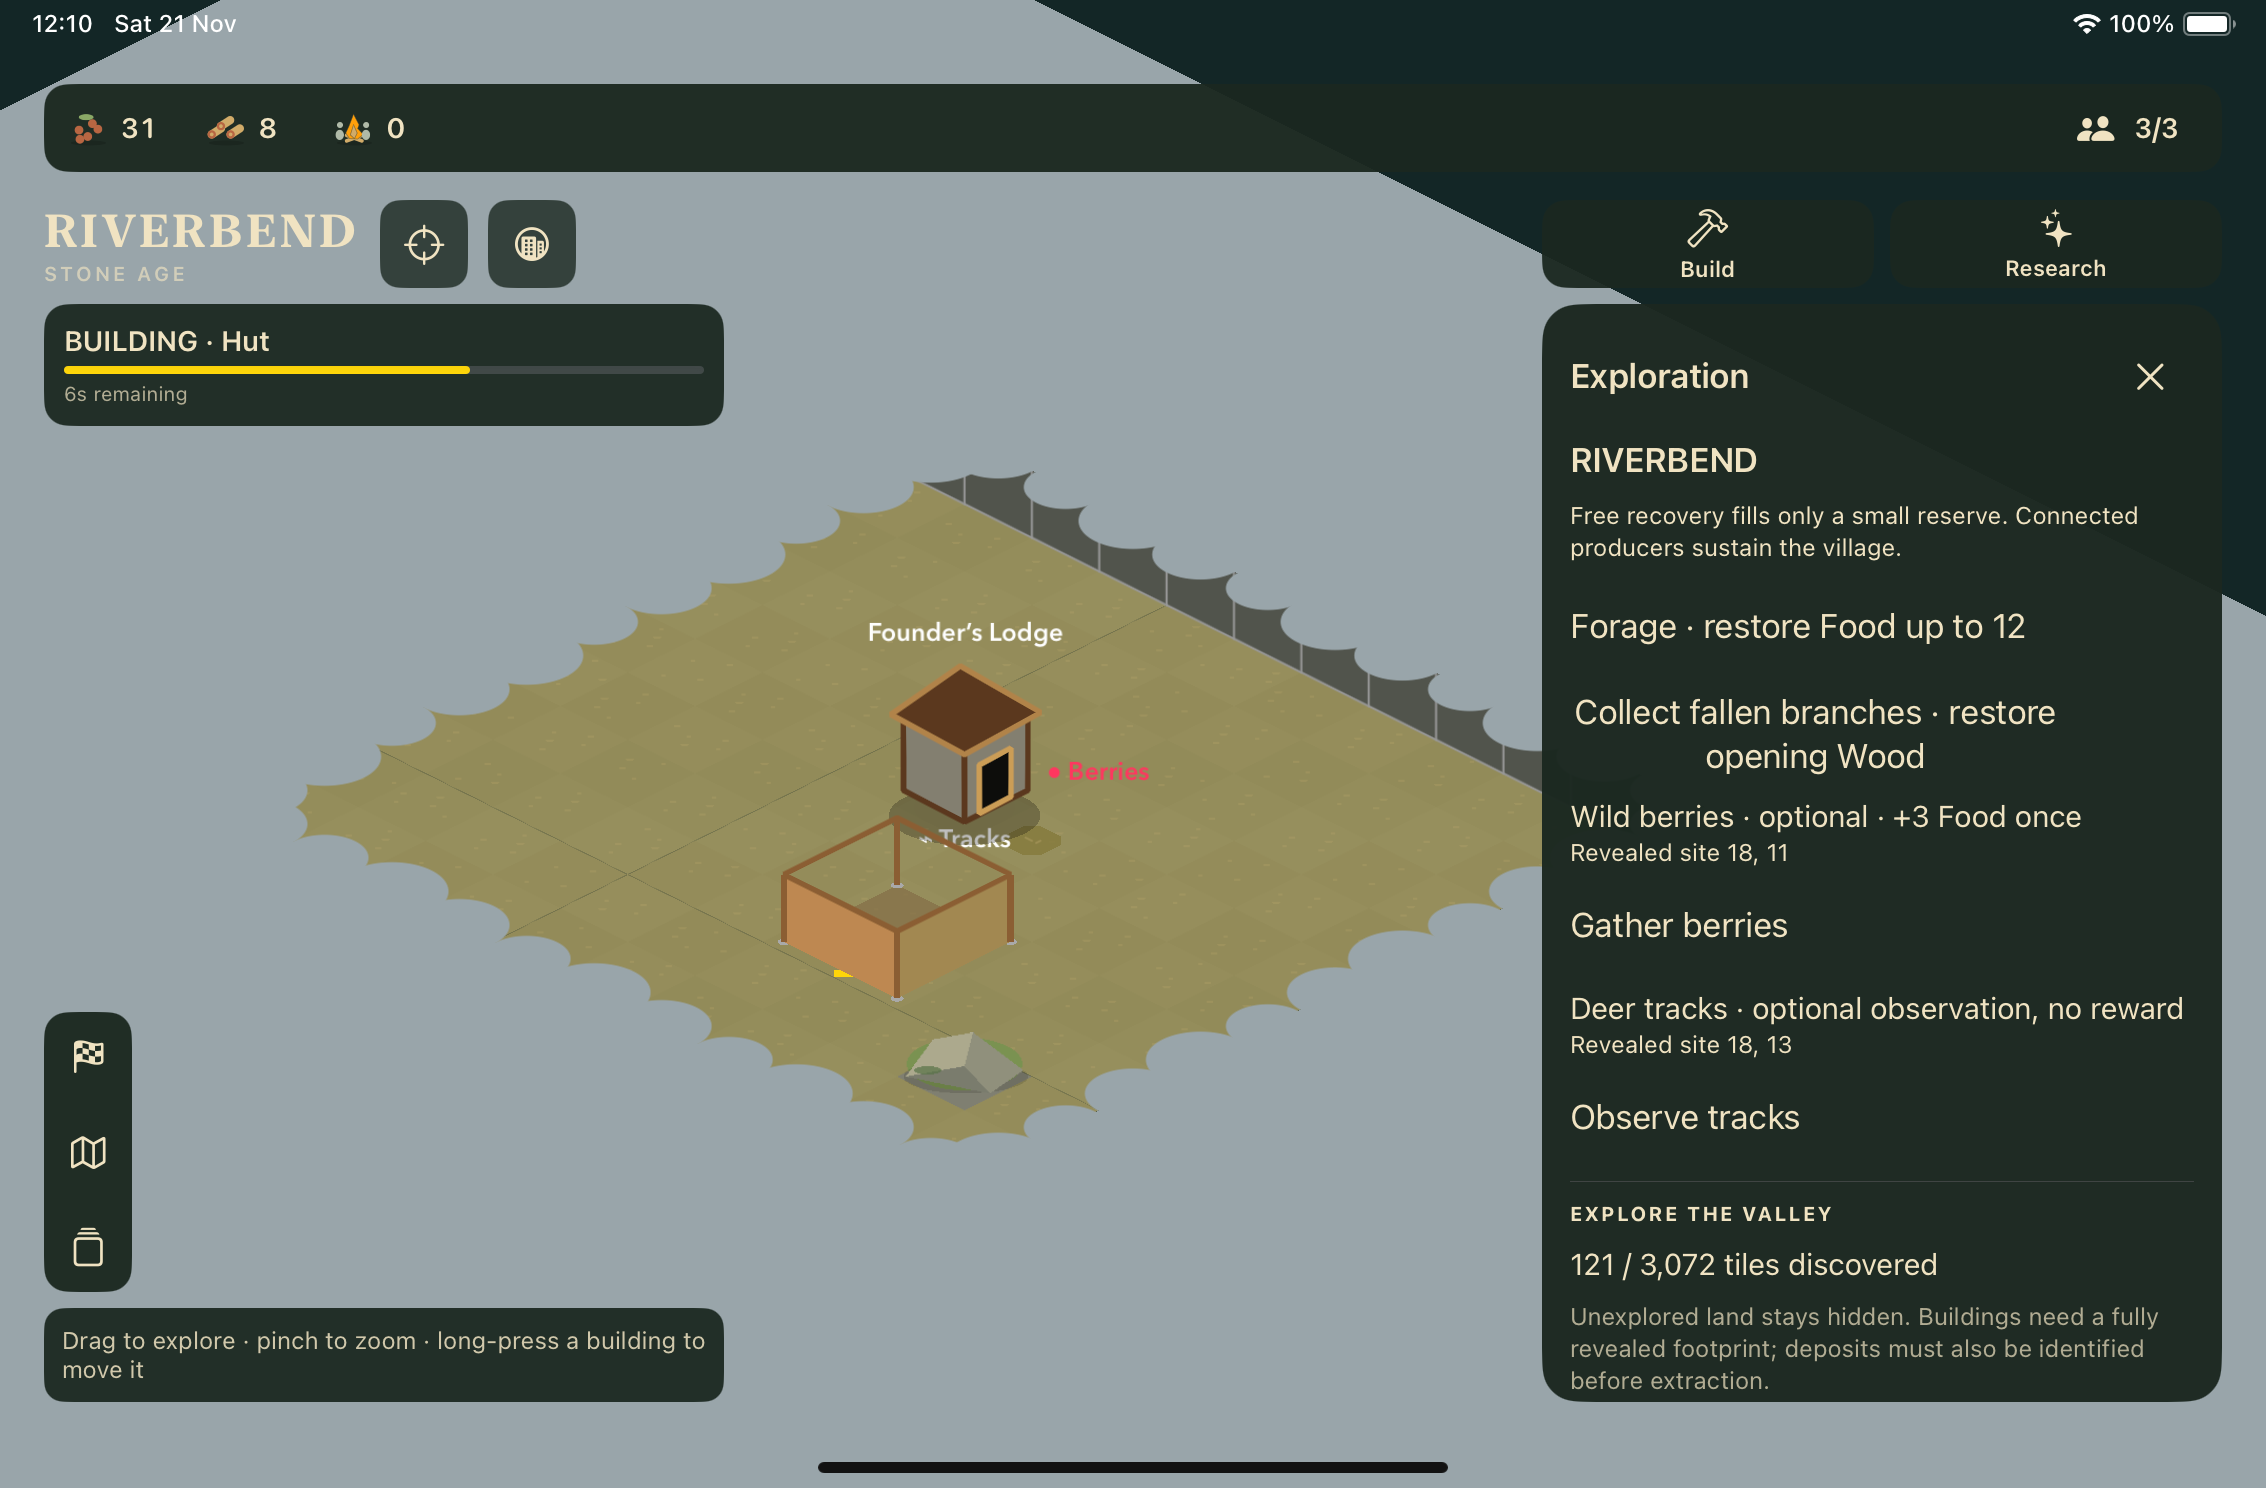 12:10 Sat 21 Nov
100%
31 8 0
3/3
RIVERBEND
STONE AGE
Build
Research
BUILDING · Hut
6s remaining
Founder's Lodge
• Berries
Tracks
Drag to explore · pinch to zoom · long-press a building to
move it
Exploration
RIVERBEND
Free recovery fills only a small reserve. Connected
producers sustain the village.
Forage · restore Food up to 12
Collect fallen branches · restore
opening Wood
Wild berries · optional · +3 Food once
Revealed site 18, 11
Gather berries
Deer tracks · optional observation, no reward
Revealed site 18, 13
Observe tracks
EXPLORE THE VALLEY
121 / 3,072 tiles discovered
Unexplored land stays hidden. Buildings need a fully
revealed footprint; deposits must also be identified
before extraction.